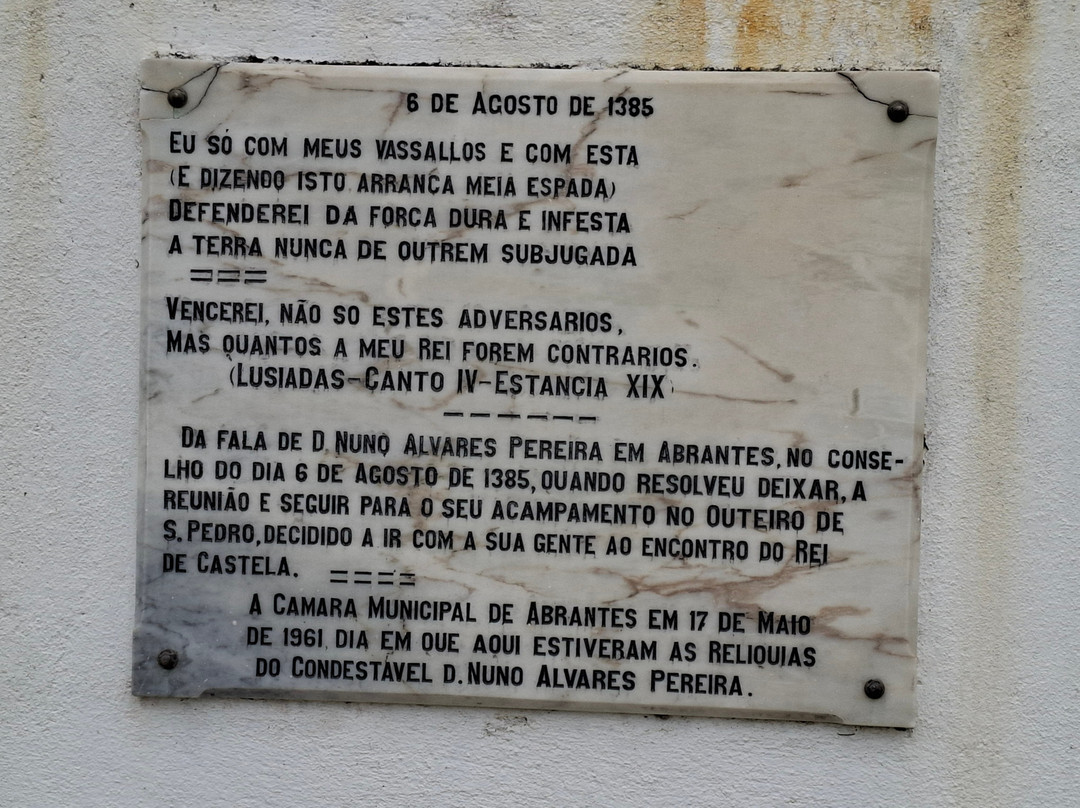 6 DE AGOSTO DE 1385
EU SÓ COM MEUS VASSALLOS E COM ESTA
(E DIZENDO ISTO ARRANCA MEIA ESPADA)
DEFENDEREI DA FORCA DURA E INFESTA
A TERRA NUNCA DE OUTREM SUBJUGADA
===
VENCEREI, NÃO SO ESTES ADVERSARIOS,
MAS QUANTOS A MEU REI FOREM CONTRARIOS.
(LUSIADAS-CANTO IV-ESTANCIA XIX)
------
DA FALA DE D. NUNO ALVARES PEREIRA EM ABRANTES, NO CONSE-
LHO DO DIA 6 DE AGOSTO DE 1385, QUANDO RESOLVEU DEIXAR, A
REUNIÃO E SEGUIR PARA O SEU ACAMPAMENTO NO OUTEIRO DE
S. PEDRO, DECIDIDO A IR COM A SUA GENTE AO ENCONTRO DO REI
DE CASTELA. ====
A CAMARA MUNICIPAL DE ABRANTES EM 17 DE MAIO
DE 1961, DIA EM QUE AQUI ESTIVERAM AS RELIQUIAS
DO CONDESTÁVEL D. NUNO ALVARES PEREIRA.